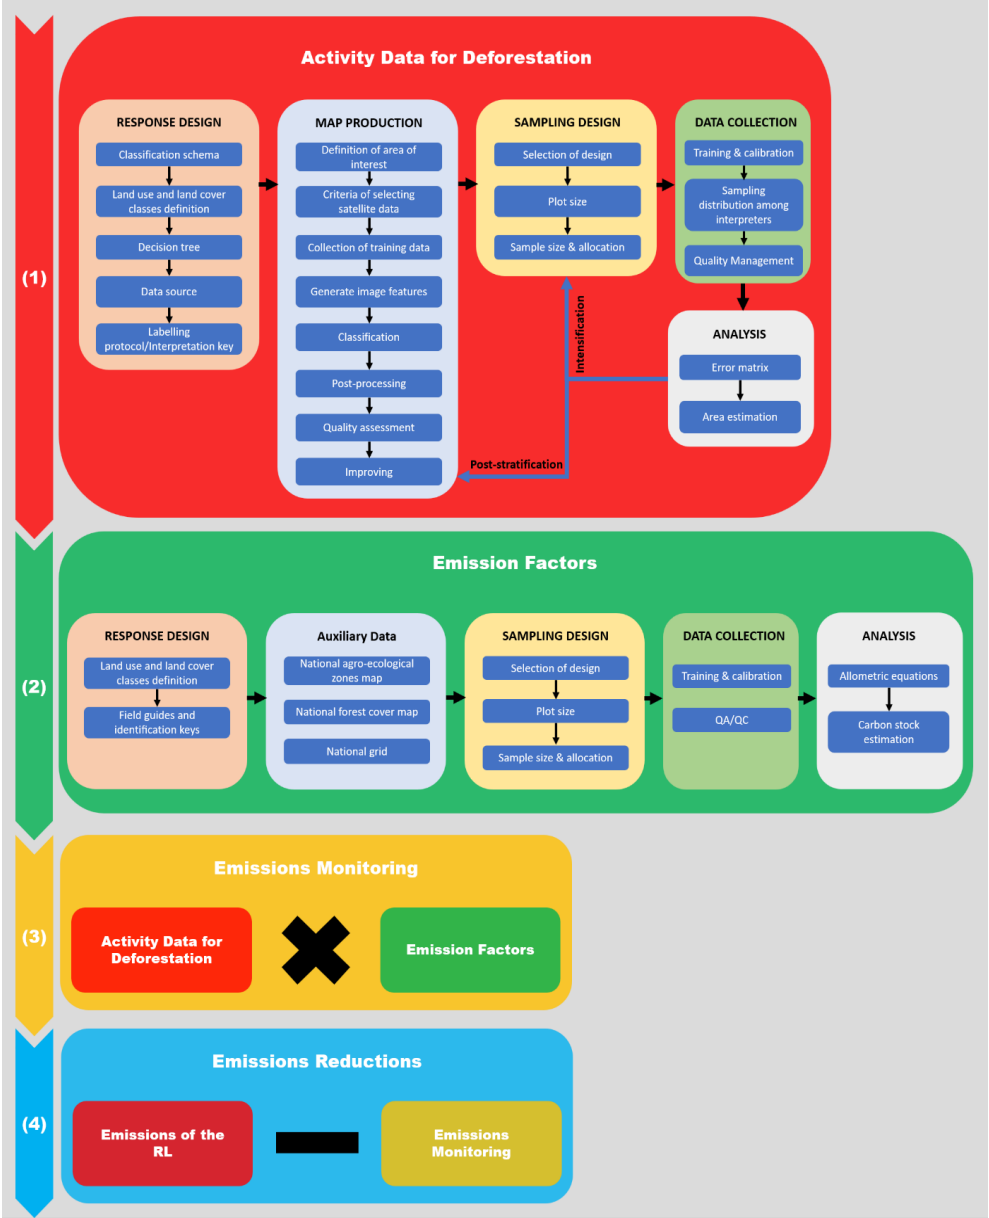 (1)
Activity Data for Deforestation
RESPONSE DESIGN
Classification schema
Land use and land cover
classes definition
Decision tree
Data source
Labelling
protocol/Interpretation key
MAP PRODUCTION
Definition of area of
interest
Criteria of selecting
satellite data
Collection of training data
Generate image features
Classification
Post-processing
Quality assessment
Improving
SAMPLING DESIGN
Selection of design
Plot size
Sample size & allocation
DATA COLLECTION
Training & calibration
Sampling
distribution among
interpreters
Quality Management
ANALYSIS
Error matrix
Area estimation
Intensification
Post-stratification
(2)
Emission Factors
RESPONSE DESIGN
Land use and land cover
classes definition
Field guides and
identification keys
Auxiliary Data
National agro-ecological
zones map
National forest cover map
National grid
SAMPLING DESIGN
Selection of design
Plot size
Sample size & allocation
DATA COLLECTION
Training & calibration
QA/QC
ANALYSIS
Allometric equations
Carbon stock
estimation
(3)
Emissions Monitoring
Activity Data for
Deforestation
Emission Factors
(4)
Emissions Reductions
Emissions of the
RL
Emissions
Monitoring